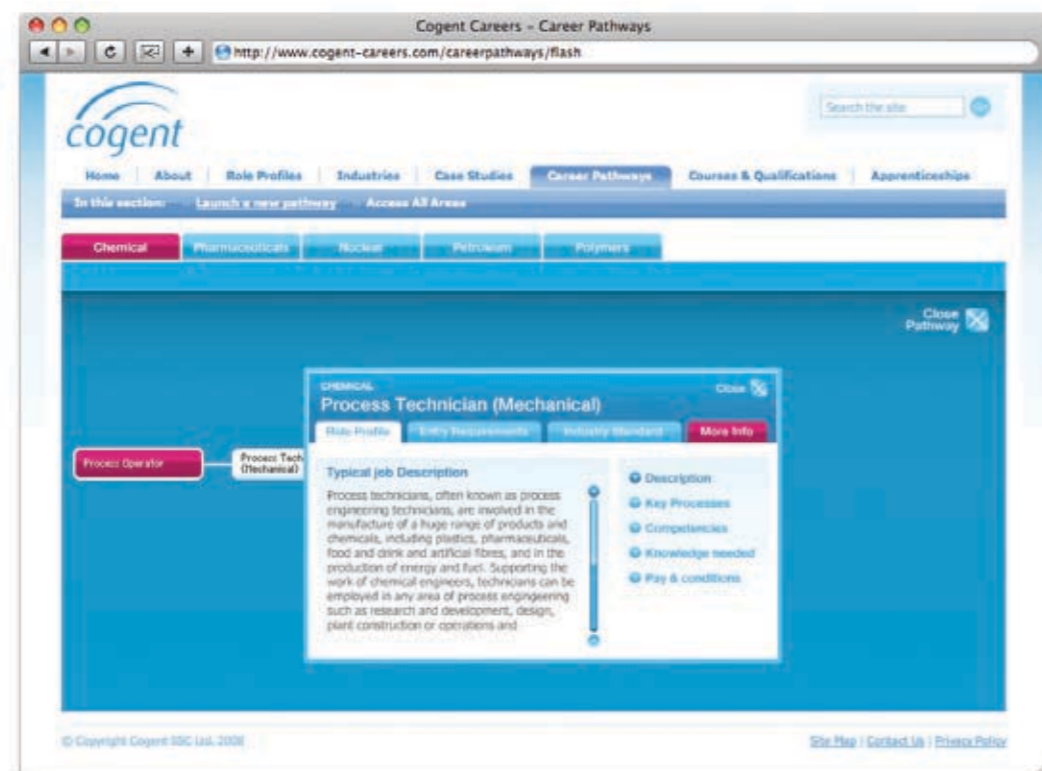 Cogent Careers – Career Pathways
http://www.cogent-careers.com/careerpathways/flash
cogent
Search the site
Home About Role Profiles Industries Case Studies Career Pathways Courses & Qualifications Apprenticeships
In this section: Launch a new pathway Access All Areas
Chemical Pharmaceuticals Nuclear Petroleum Polymers
Close
Pathway
CHEMICAL
Close
Process Technician (Mechanical)
Role Profile Entry Requirements Industry Standard More Info
Process Operator
Process Tech
(Mechanical)
Typical job Description
Process technicians, often known as process
engineering technicians, are involved in the
manufacture of a huge range of products and
chemicals, including plastics, pharmaceuticals,
food and drink and artificial fibres, and in the
production of energy and fuel. Supporting the
work of chemical engineers, technicians can be
employed in any area of process engingeering
such as research and development, design,
plant construction or operations and
Description
Key Processes
Competencies
Knowledge needed
Pay & conditions
© Copyright Cogent SSC Ltd. 2008
Site Map | Contact Us | Privacy Policy